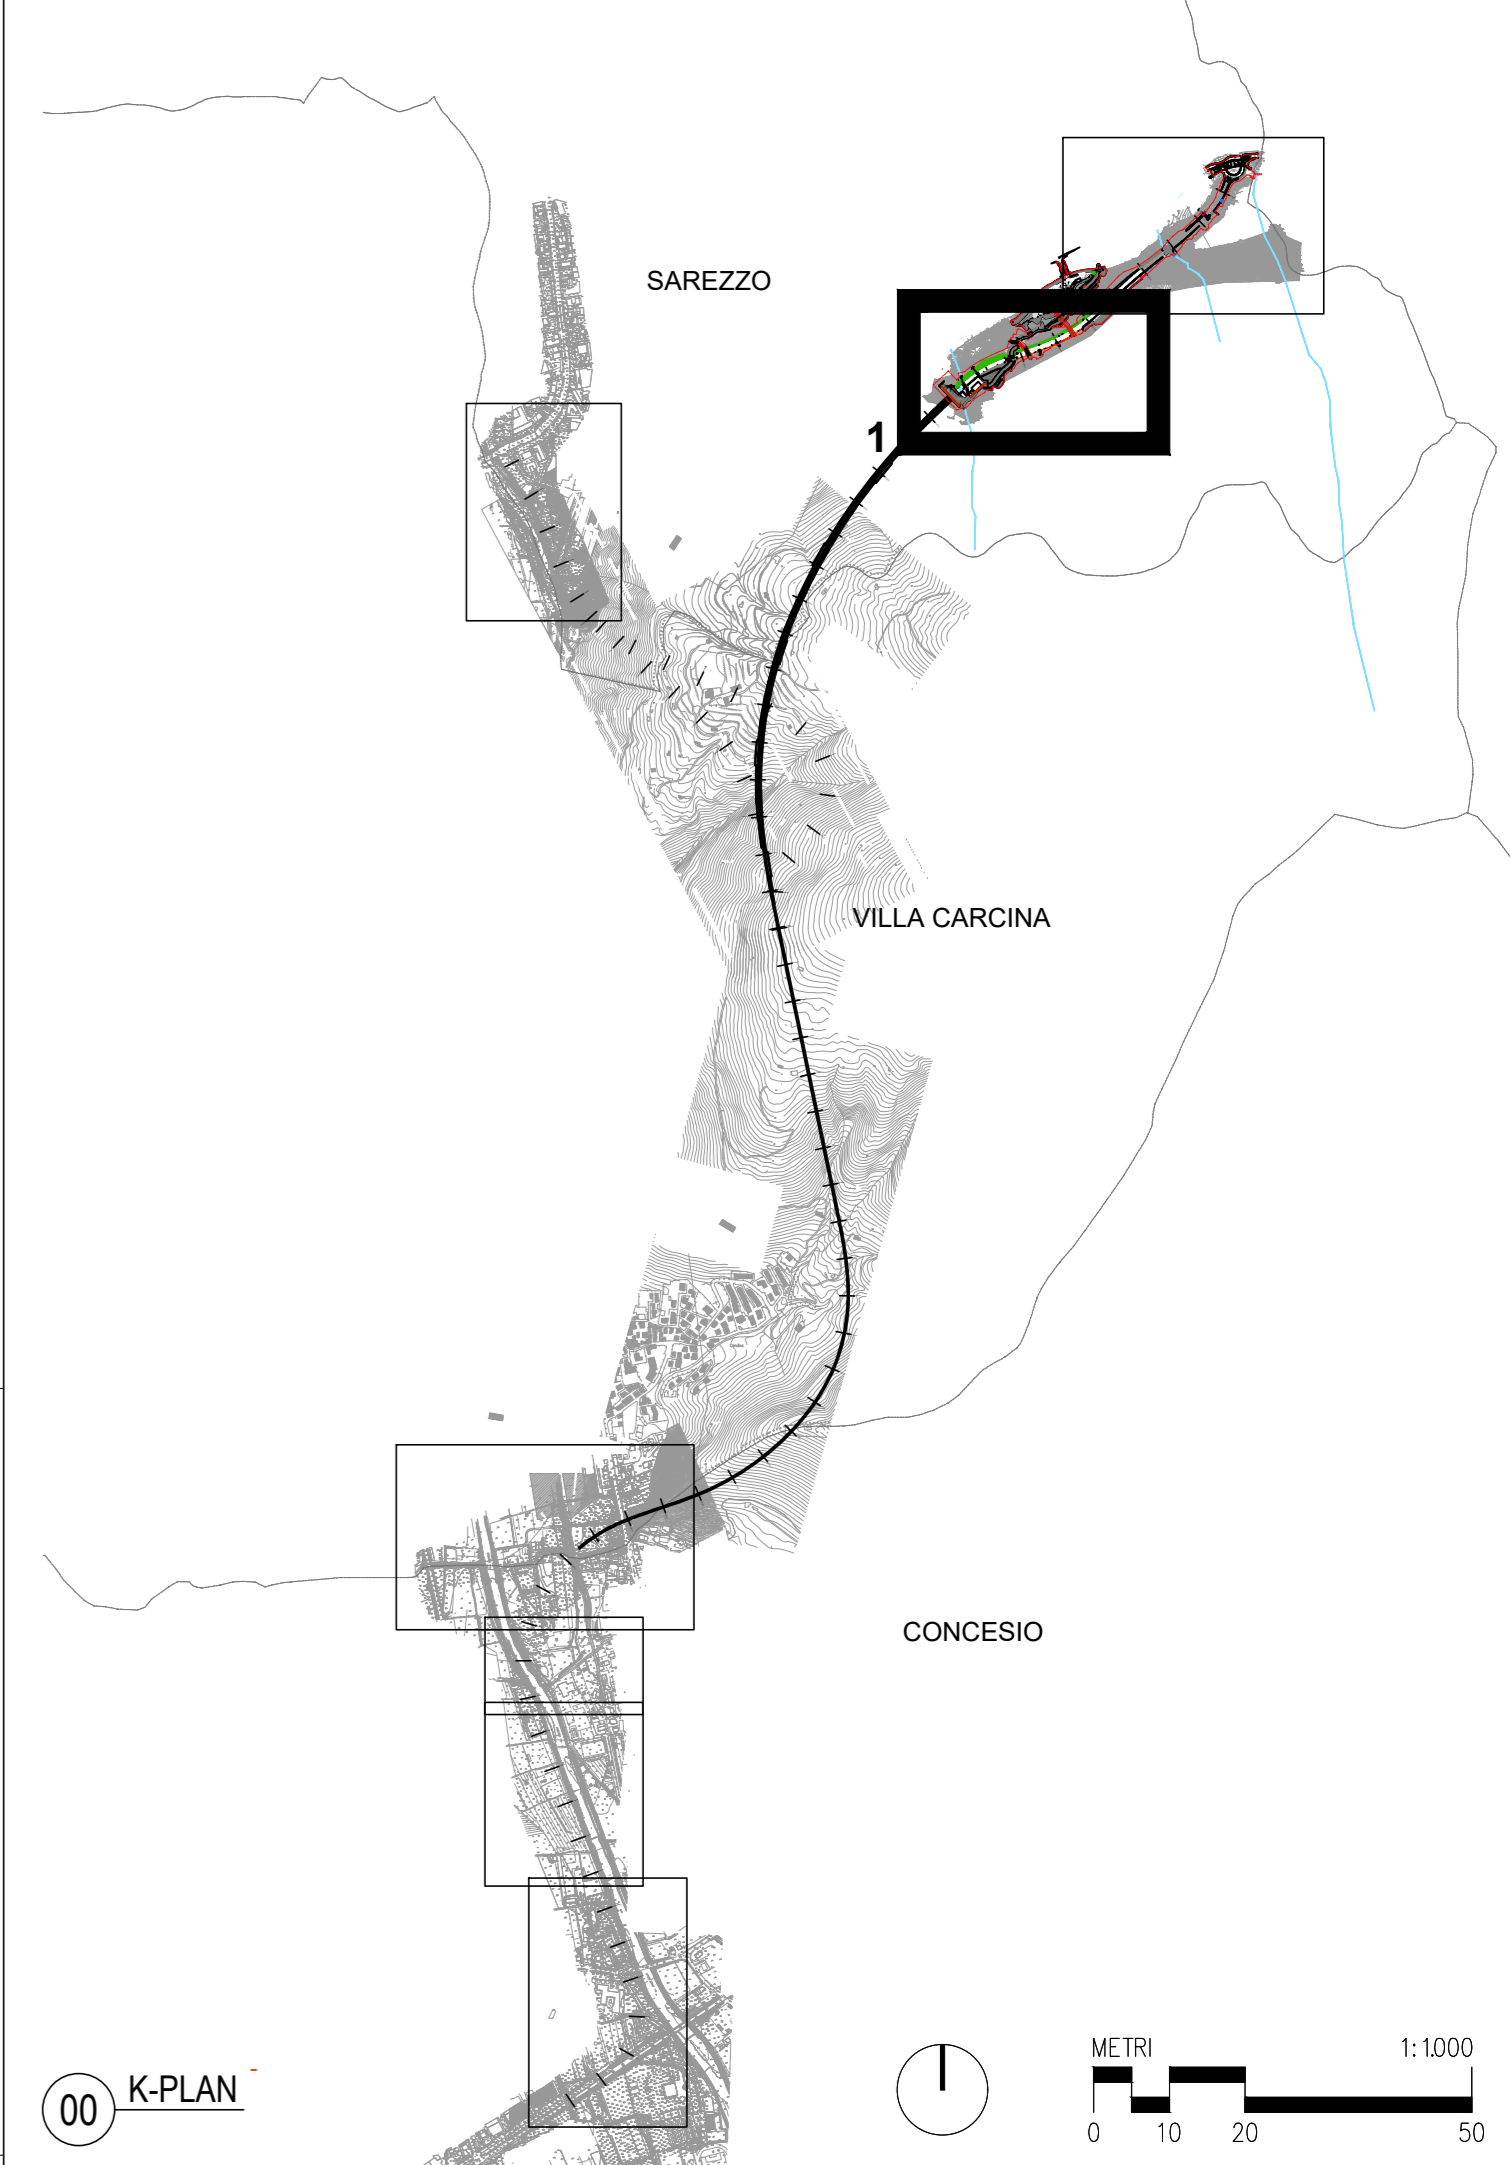 SAREZZO
1
VILLA CARCINA
CONCESIO
00 K-PLAN
METRI 1:1.000
0 10 20 50